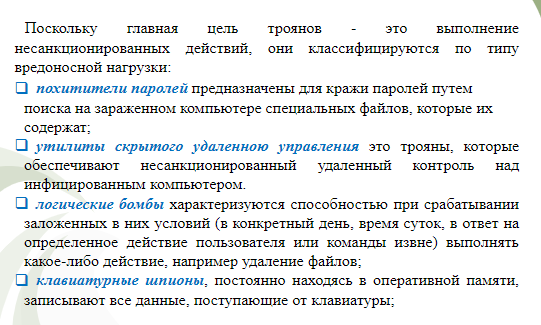 Поскольку главная цель троянов - это выполнение
несанкционированных действий, они классифицируются по типу
вредоносной нагрузки:
❑ похитители паролей предназначены для кражи паролей путем
поиска на зараженном компьютере специальных файлов, которые их
содержат;
❑ утилиты скрытого удаленною управления это трояны, которые
обеспечивают несанкционированный удаленный контроль над
инфицированным компьютером.
❑ логические бомбы характеризуются способностью при срабатывании
заложенных в них условий (в конкретный день, время суток, в ответ на
определенное действие пользователя или команды извне) выполнять
какое-либо действие, например удаление файлов;
❑ клавиатурные шпионы, постоянно находясь в оперативной памяти,
записывают все данные, поступающие от клавиатуры;